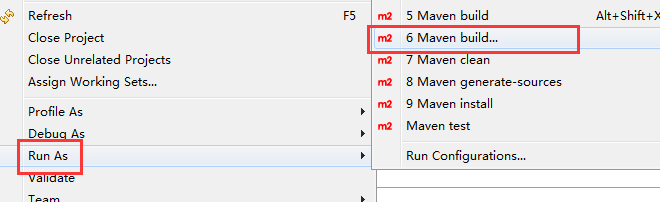 Refresh F5
Close Project
Close Unrelated Projects
Assign Working Sets...
Profile As
Debug As
Run As
Validate
Team
m2 5 Maven build Alt+Shift+X
m2 6 Maven build...
m2 7 Maven clean
m2 8 Maven generate-sources
m2 9 Maven install
m2 Maven test
Run Configurations...